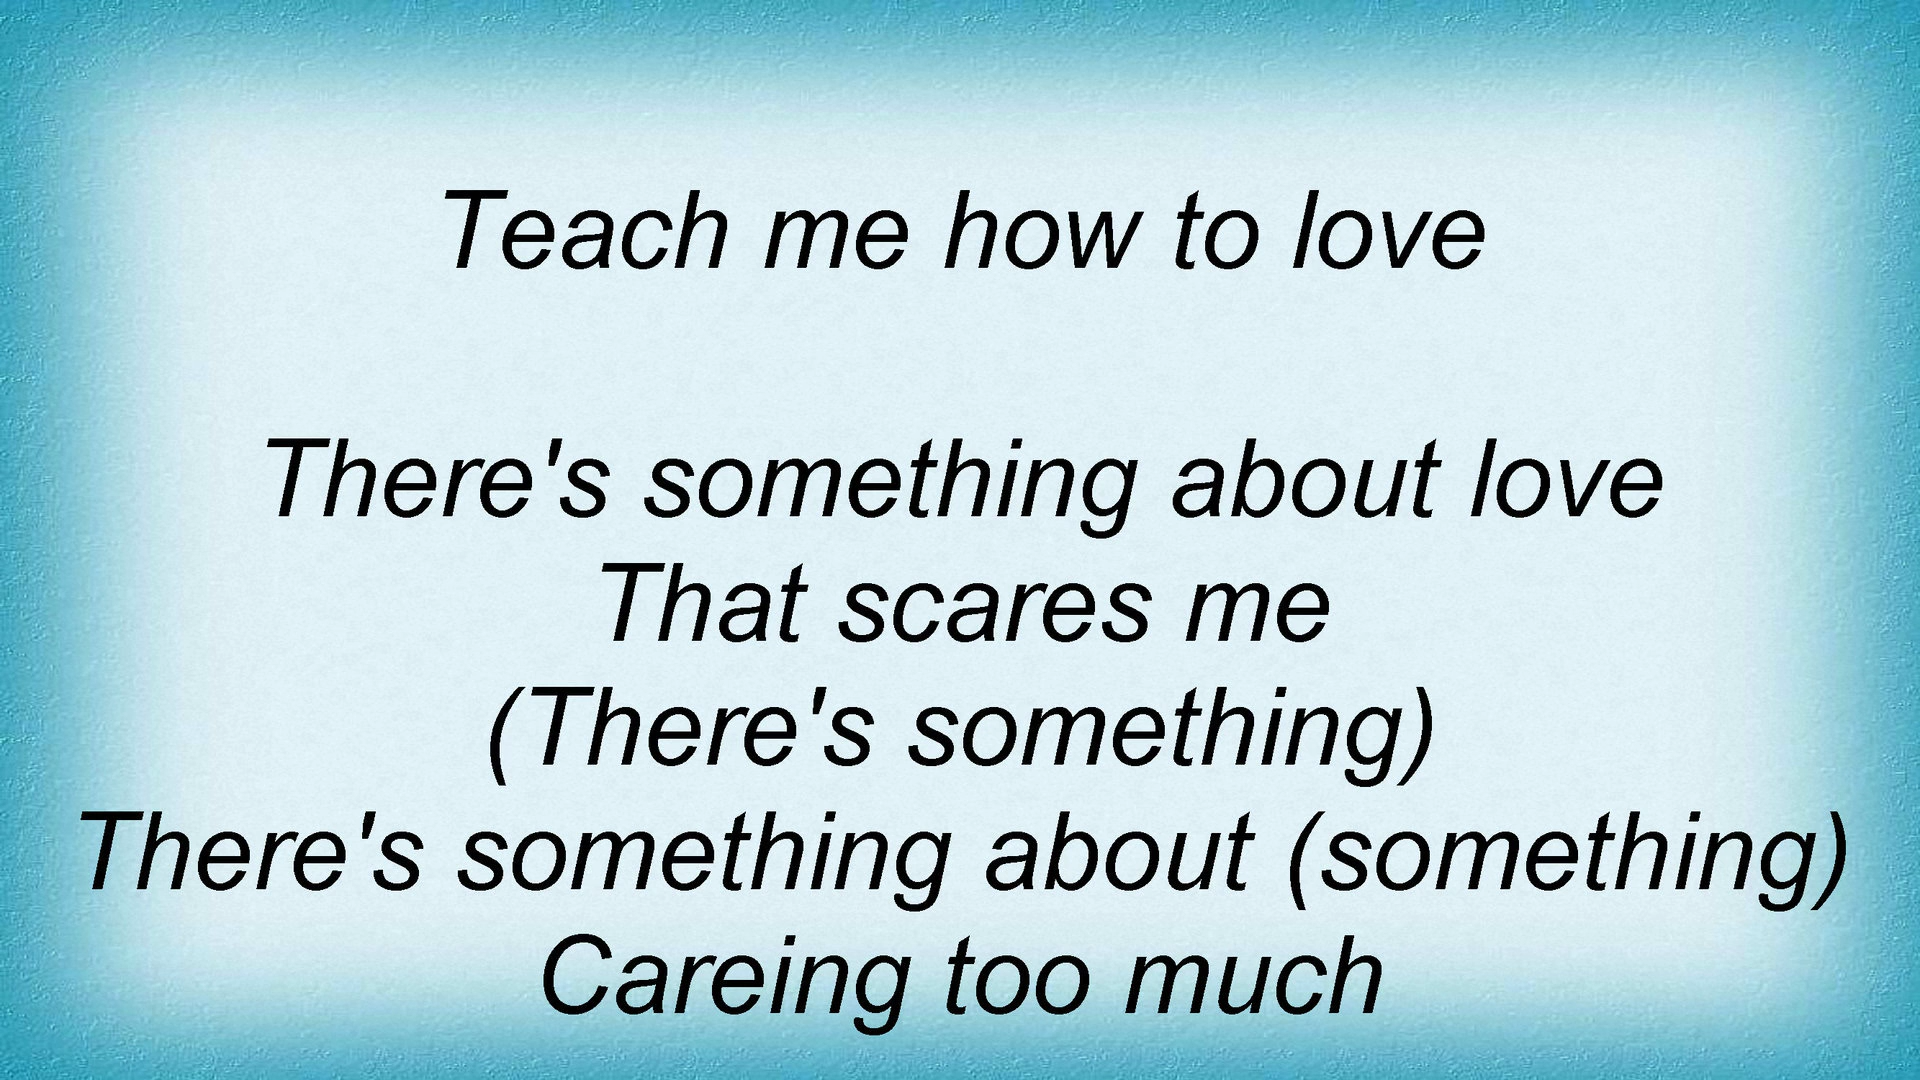 Teach me how to love
There's something about love
That scares me
(There's something)
There's something about (something)
Careing too much